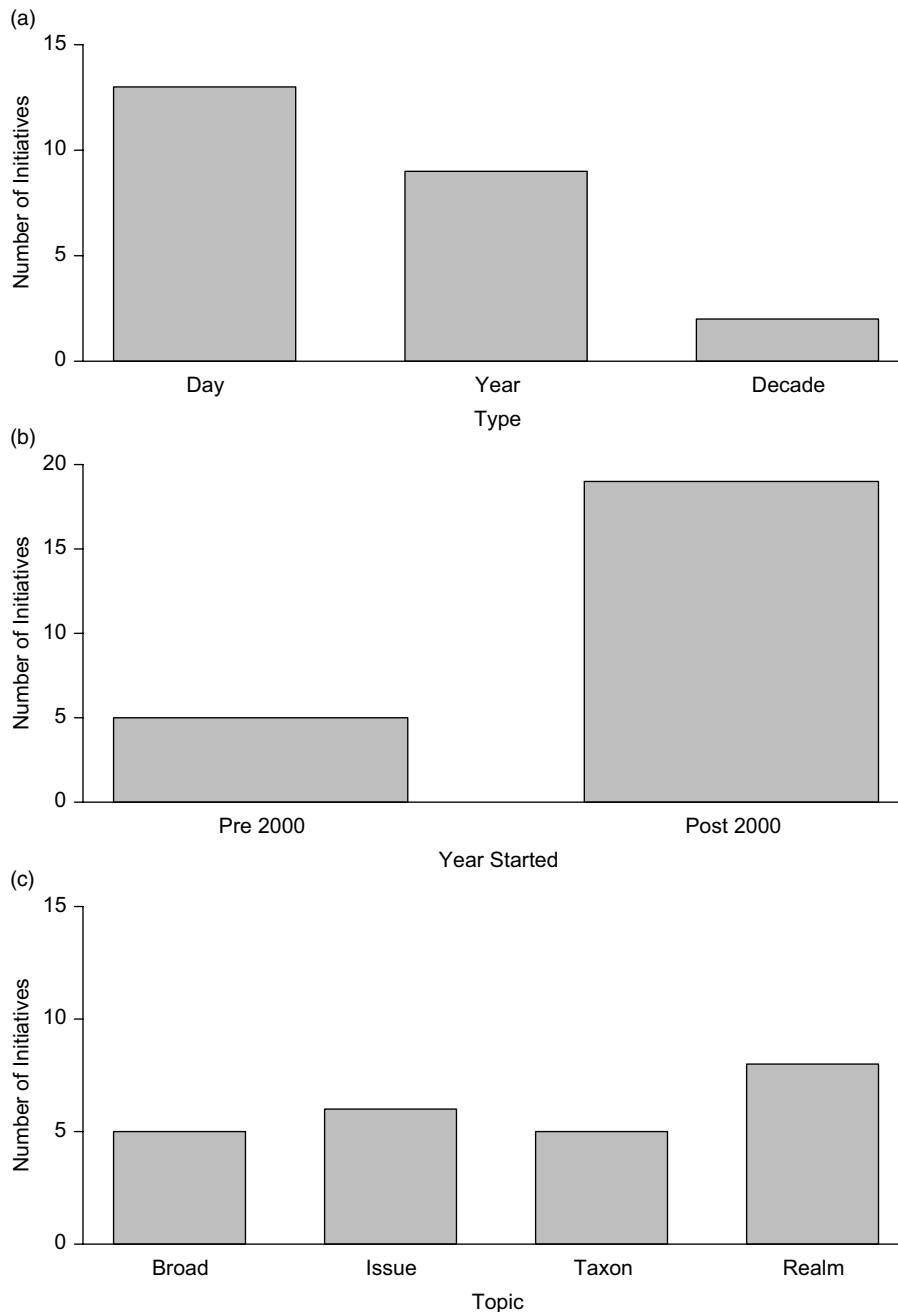 (a)
15
10
5
0
Number of Initiatives
Day Year Decade
Type
(b)
20
15
10
5
0
Number of Initiatives
Pre 2000 Post 2000
Year Started
(c)
15
10
5
0
Number of Initiatives
Broad Issue Taxon Realm
Topic